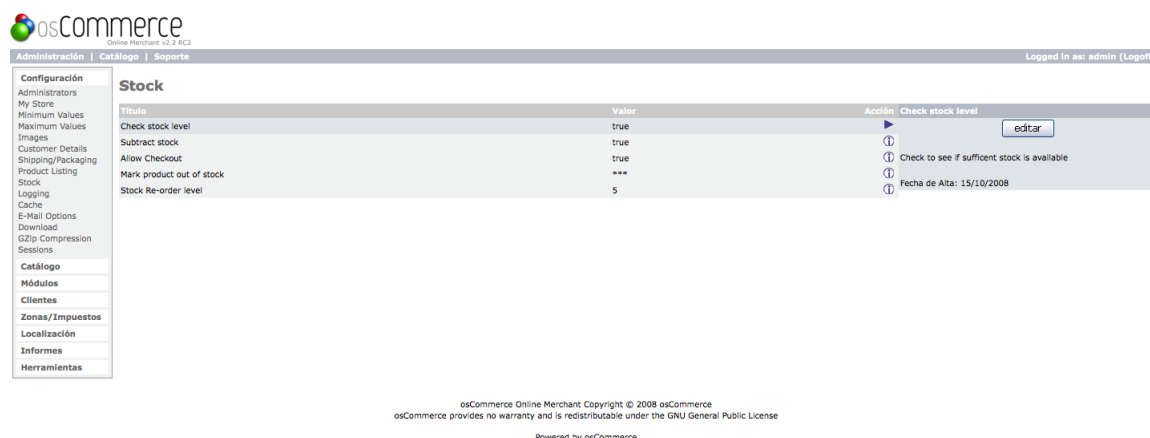 osCommerce
Online Merchant v2.2 RC2
Administración | Catálogo | Soporte
Logged in as: admin (Logoff
Configuración
Administrators
My Store
Minimum Values
Maximum Values
Images
Customer Details
Shipping/Packaging
Product Listing
Stock
Logging
Cache
E-Mail Options
Download
GZip Compression
Sessions
Catálogo
Módulos
Clientes
Zonas/Impuestos
Localización
Informes
Herramientas
Stock
Título Valor Acción
Check stock level true
Subtract stock true
Allow Checkout true
Mark product out of stock ***
Stock Re-order level 5
Check stock level
editar
Check to see if sufficent stock is available
Fecha de Alta: 15/10/2008
osCommerce Online Merchant Copyright © 2008 osCommerce
osCommerce provides no warranty and is redistributable under the GNU General Public License
Powered by osCommerce